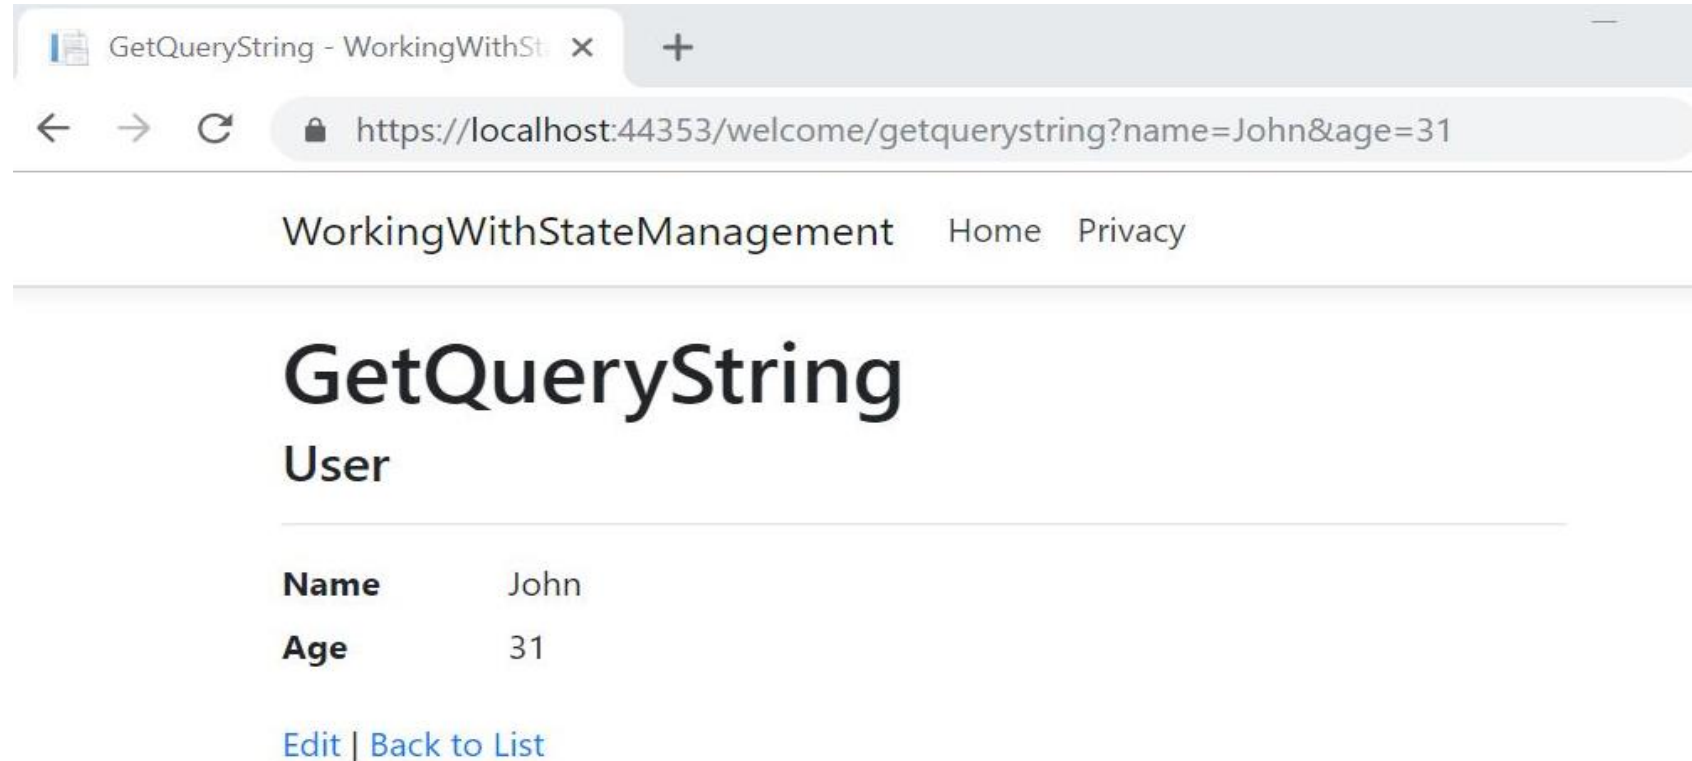 GetQueryString - WorkingWithSt
https://localhost:44353/welcome/getquerystring?name=John&age=31
WorkingWithStateManagement Home Privacy
GetQueryString
User
Name John
Age 31
Edit | Back to List